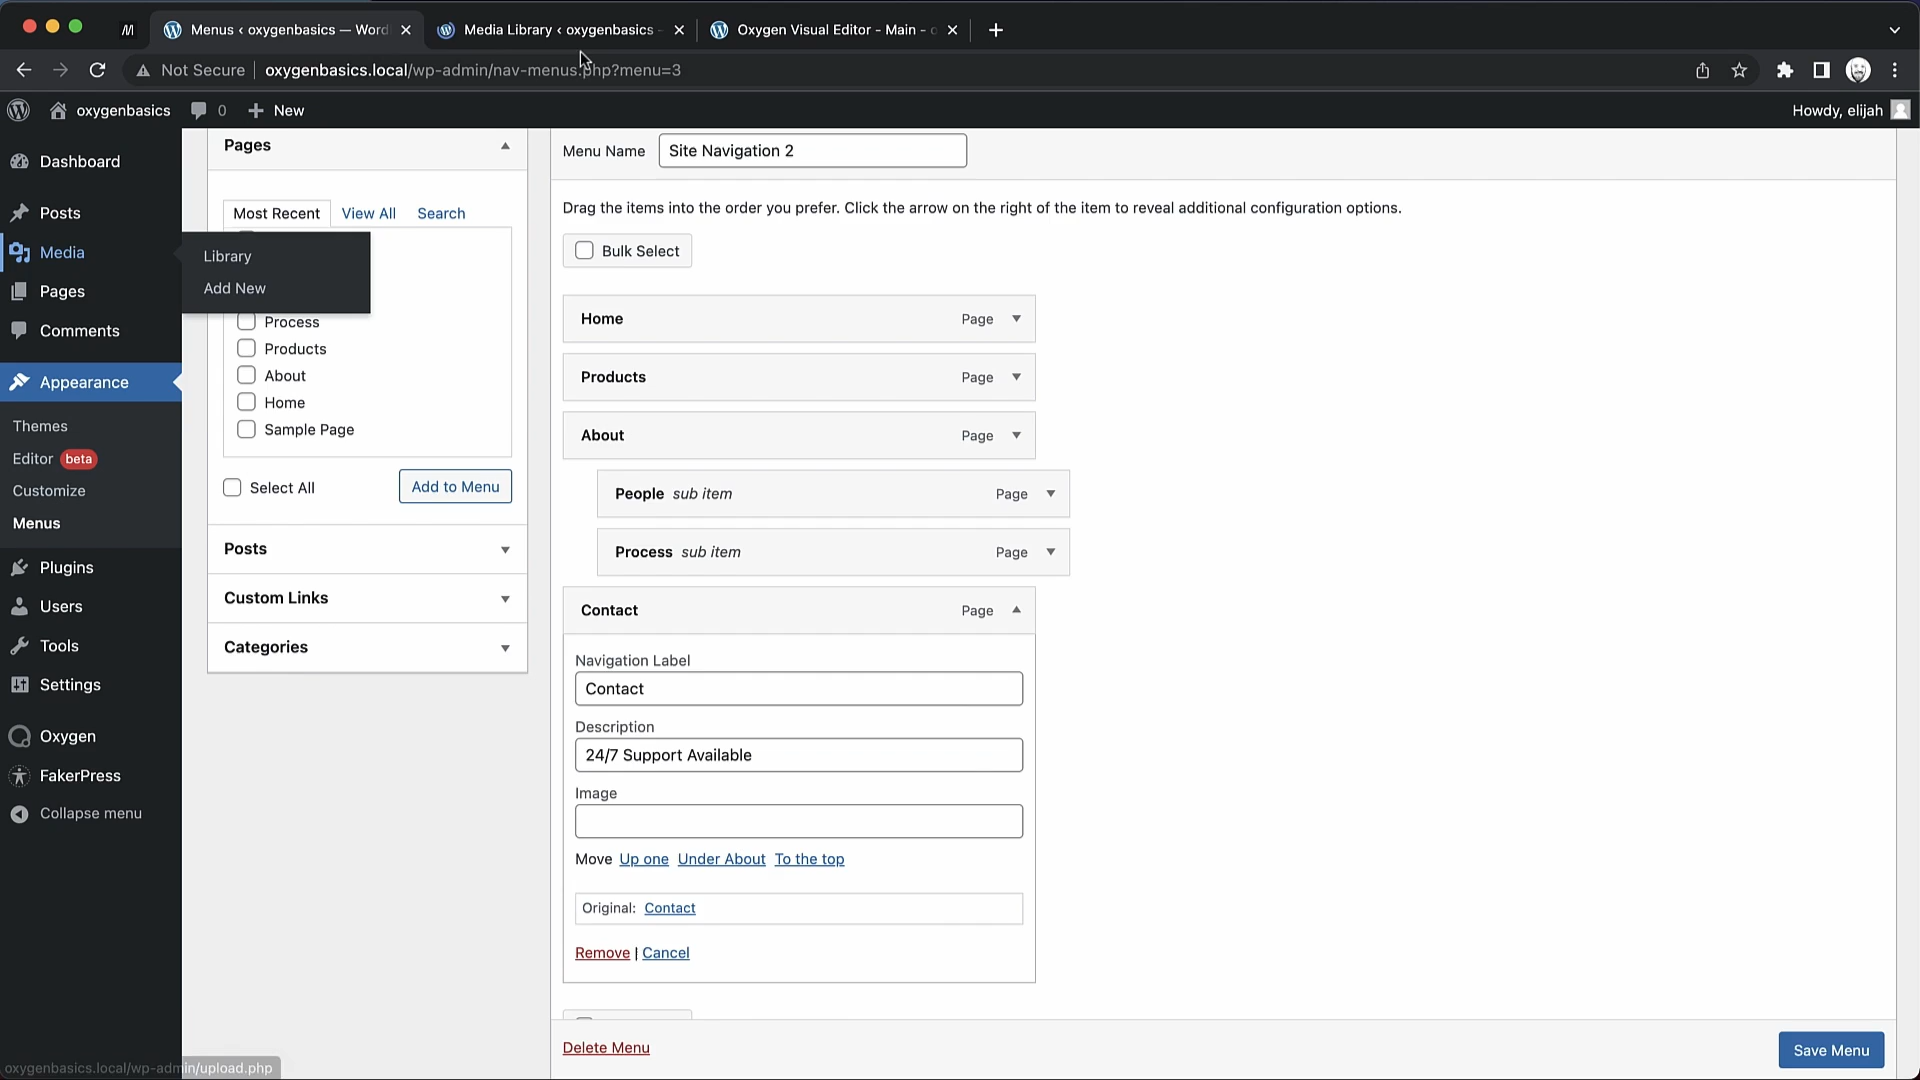 Menus ‹ oxygenbasics — Word
Media Library ‹ oxygenbasics -
Oxygen Visual Editor - Main - o
Not Secure
oxygenbasics.local/wp-admin/nav-menus.php?menu=3
oxygenbasics
0
New
Howdy, elijah
Dashboard
Posts
Media
Pages
Comments
Appearance
Themes
Editor beta
Customize
Menus
Plugins
Users
Tools
Settings
Oxygen
FakerPress
Collapse menu
Library
Add New
Pages
Most Recent
View All
Search
Process
Products
About
Home
Sample Page
Select All
Add to Menu
Posts
Custom Links
Categories
Menu Name
Site Navigation 2
Drag the items into the order you prefer. Click the arrow on the right of the item to reveal additional configuration options.
Bulk Select
Home Page
Products Page
About Page
People sub item Page
Process sub item Page
Contact Page
Navigation Label
Contact
Description
24/7 Support Available
Image
Move Up one Under About To the top
Original: Contact
Remove | Cancel
Delete Menu
Save Menu
oxygenbasics.local/wp-admin/upload.php